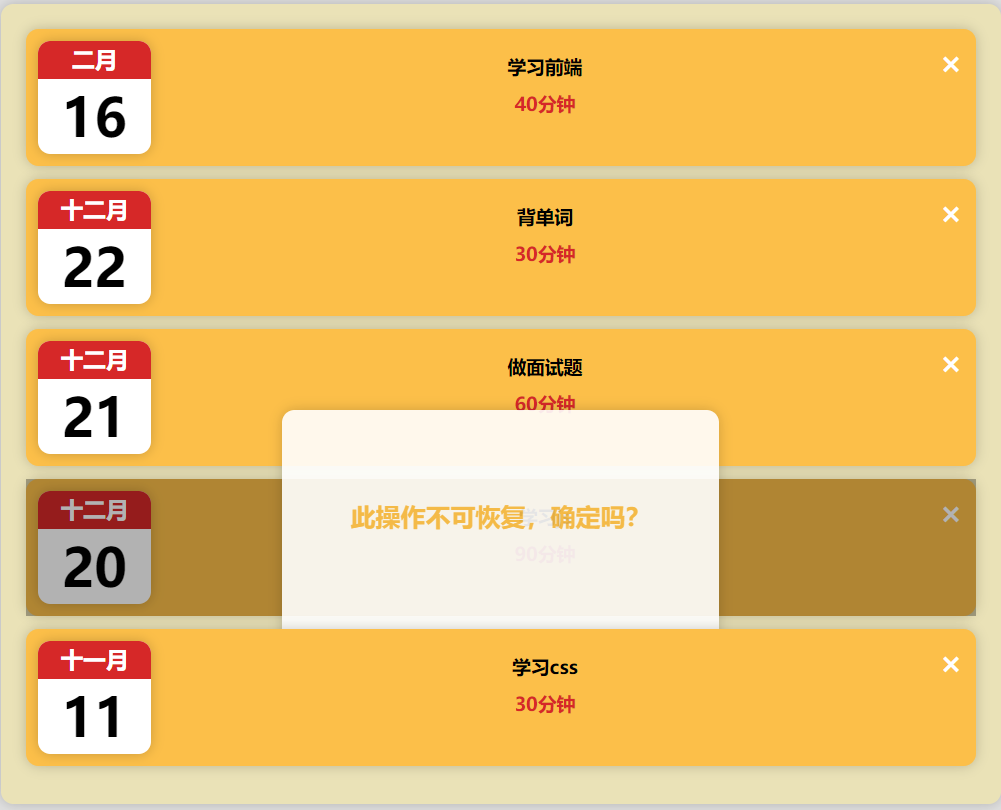 二月
16
学习前端
40分钟
×
十二月
22
背单词
30分钟
×
十二月
21
做面试题
60分钟
×
十二月
20
学习
90分钟
×
此操作不可恢复，确定吗？
十一月
11
学习css
30分钟
×